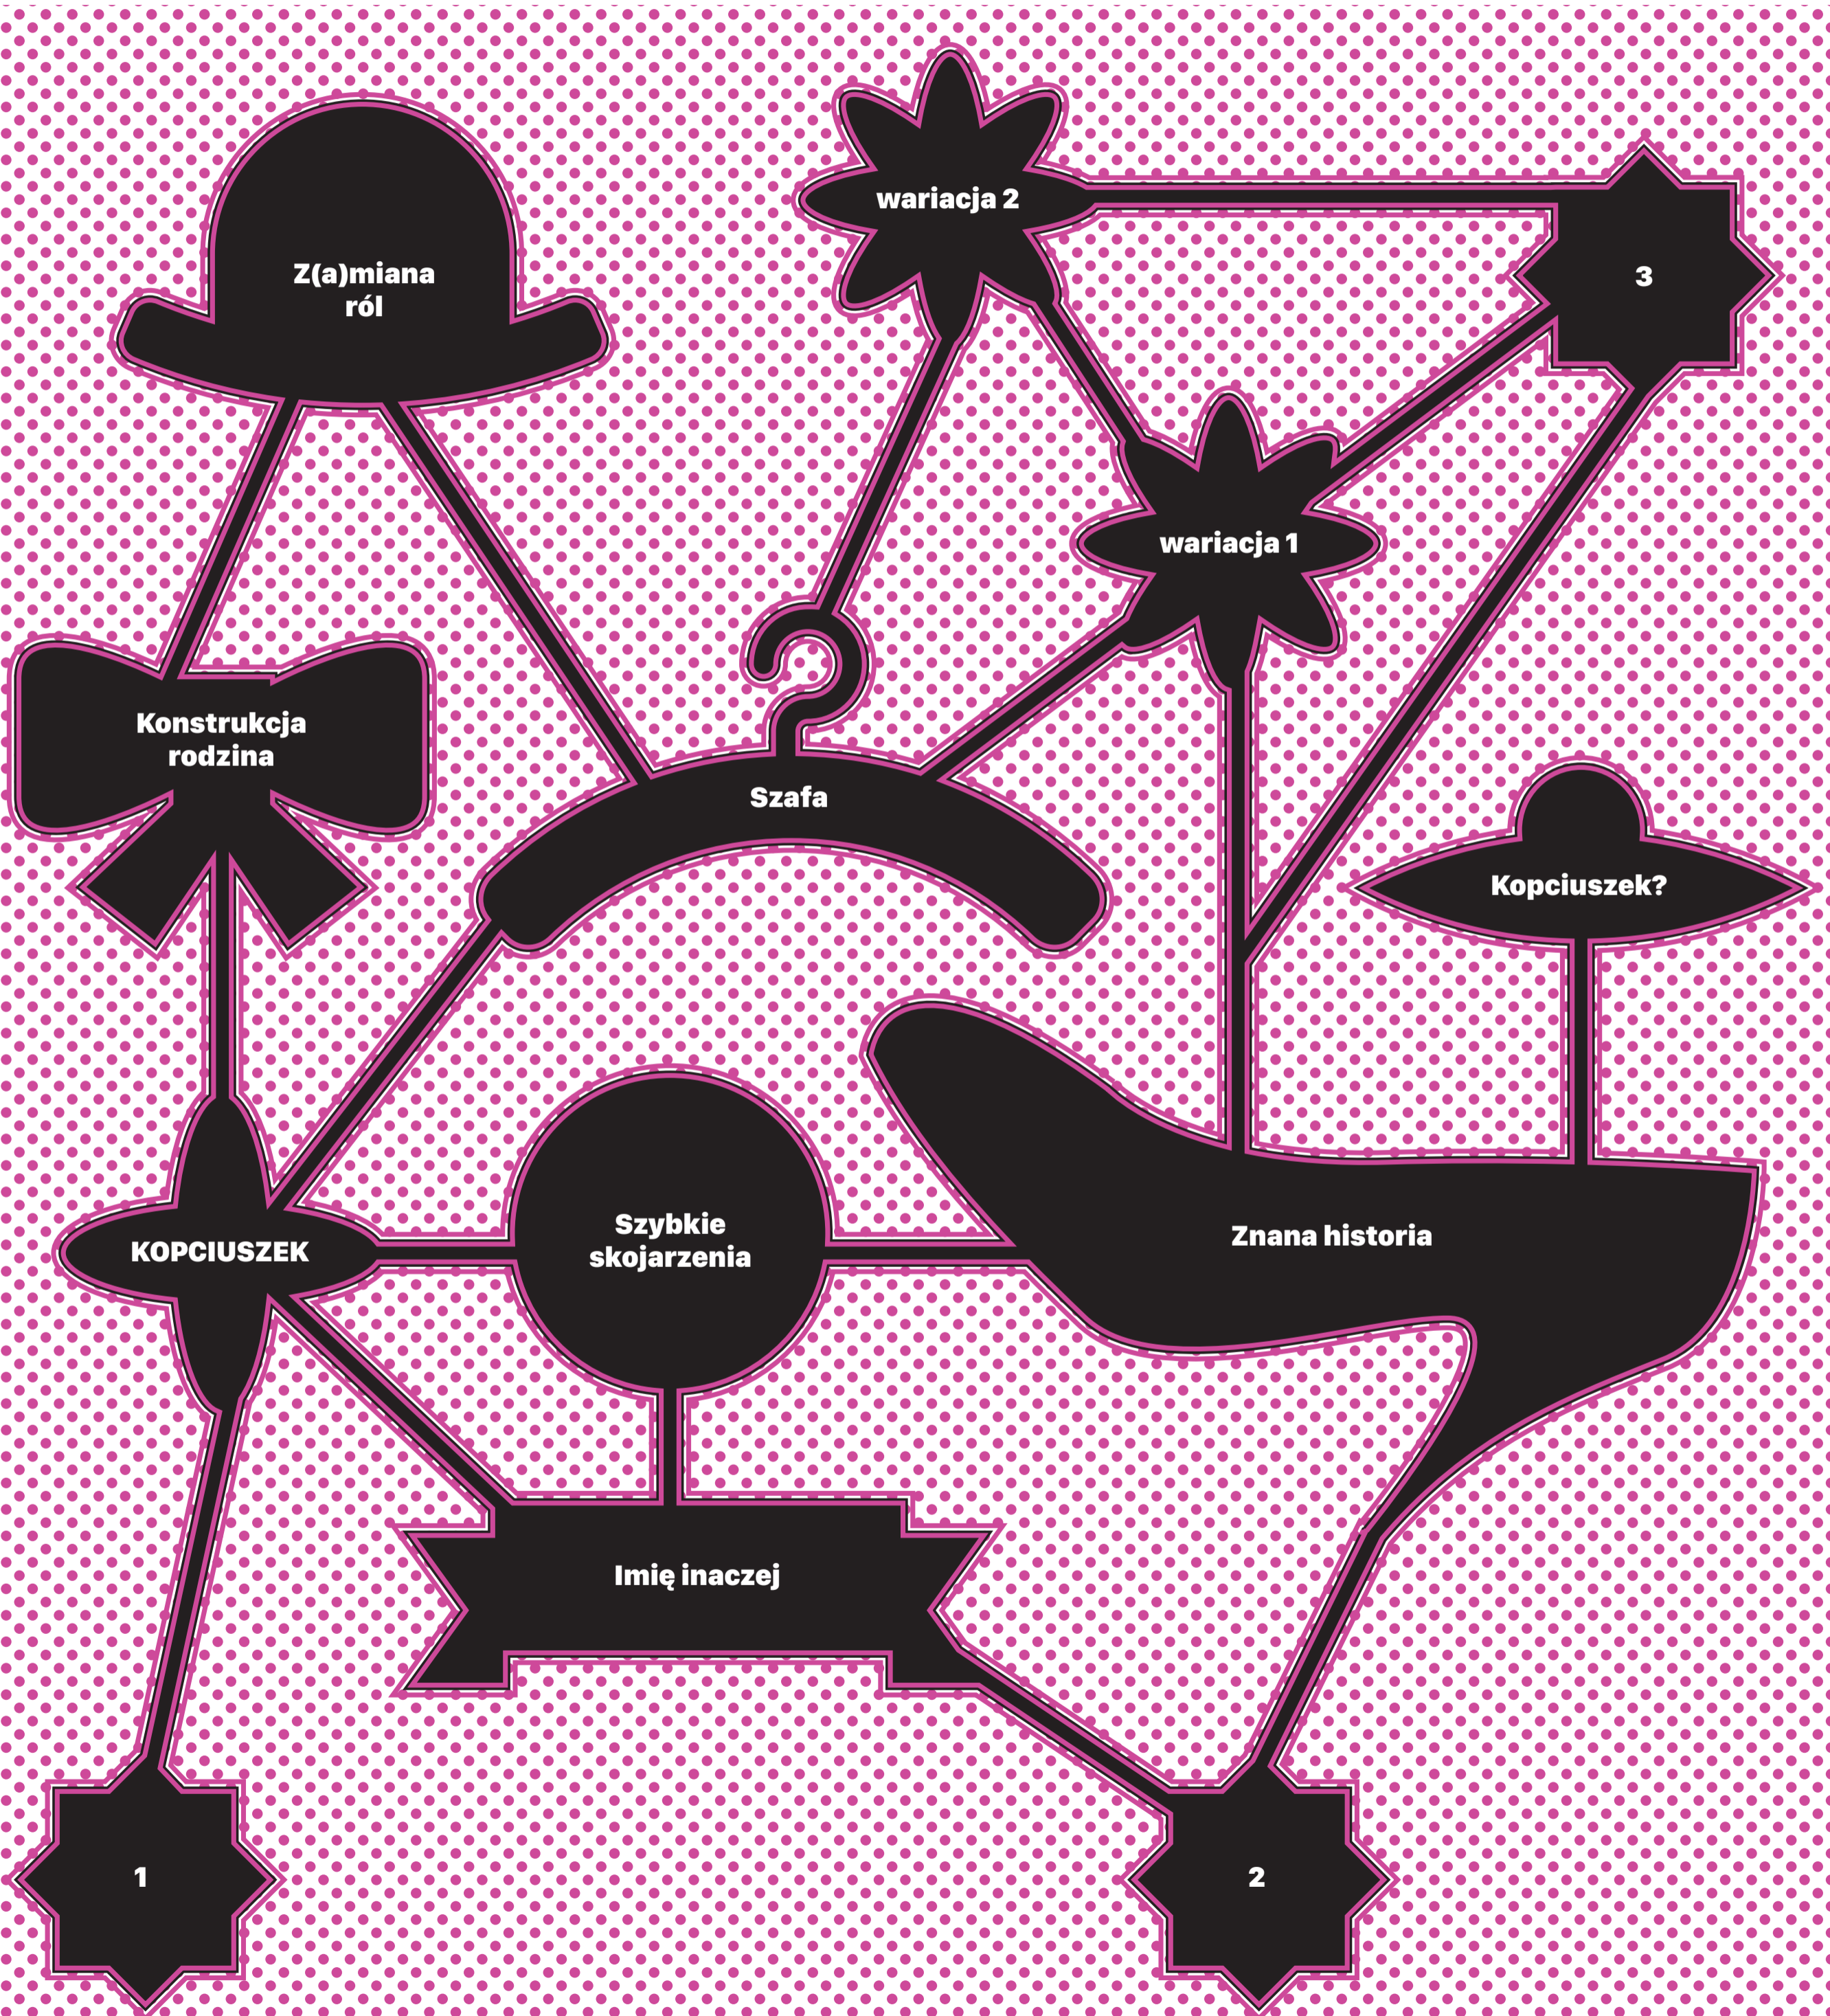 wariacja 2
Z(a)miana
ról
3
wariacja 1
Konstrukcja
rodzina
Szafa
Kopciuszek?
Szybkie
skojarzenia
Znana historia
KOPCIUSZEK
Imię inaczej
1
2